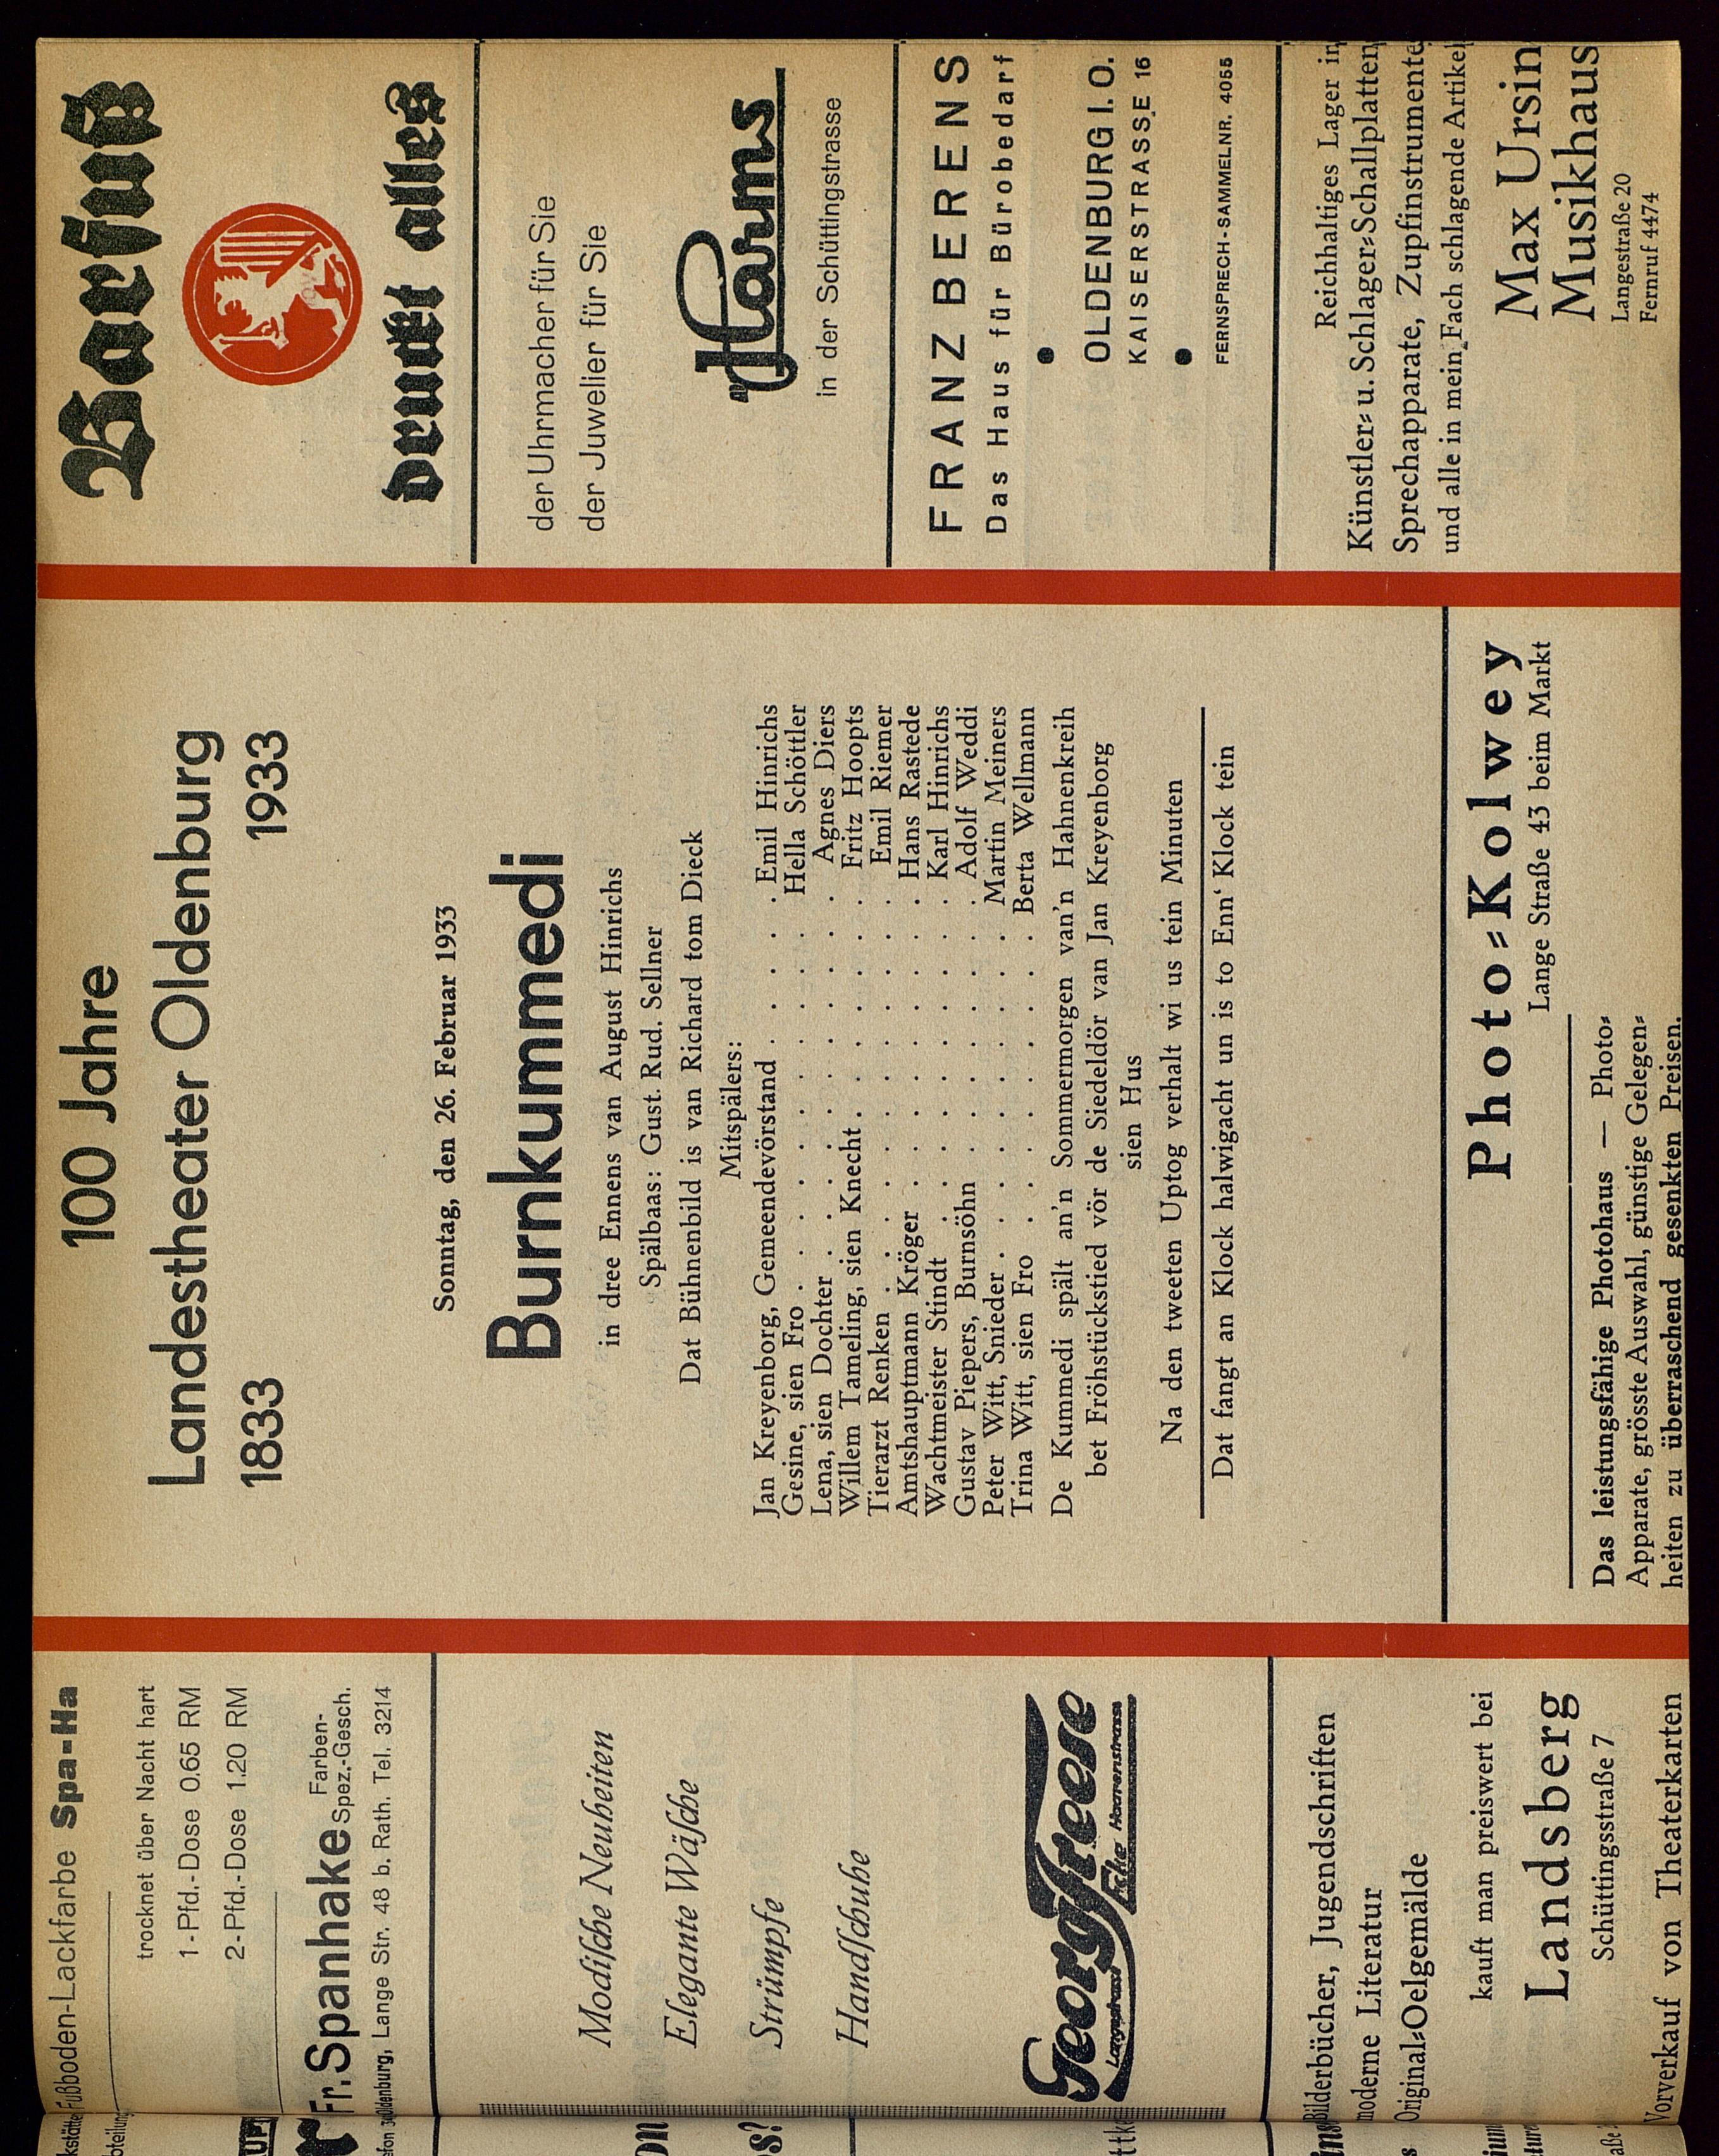 Fußboden-Lackfarbe Spa-Ha
trocknet über Nacht hart
1-Pfd.-Dose 0.65 RM
2-Pfd.-Dose 1.20 RM
Fr. Spanhake Farben-
Spez.-Gesch.
Oldenburg, Lange Str. 48 b. Rath. Tel. 3214
Modische Neuheiten
Elegante Wäsche
Strümpfe
Handschuhe
Georg Freese
Langestrasse Ecke Haarenstrasse
Bilderbücher, Jugendschriften
moderne Literatur
Original-Oelgemälde
kauft man preiswert bei
Landsberg
Schüttingsstraße 7
Vorverkauf von Theaterkarten
100 Jahre
Landestheater Oldenburg
1833 1933
Sonntag, den 26. Februar 1933
Burnkummedi
in dree Ennens van August Hinrichs
Spälbaas: Gust. Rud. Sellner
Dat Bühnenbild is van Richard tom Dieck
Mitspälers:
Jan Kreyenborg, Gemeendevörstand . . . . . Emil Hinrichs
Gesine, sien Fro . . . . . . . . . . . Hella Schöttler
Lena, sien Dochter . . . . . . . . . . Agnes Diers
Willem Tameling, sien Knecht . . . . . . . Fritz Hoopts
Tierarzt Renken . . . . . . . . . . . Emil Riemer
Amtshauptmann Kröger . . . . . . . . . Hans Rastede
Wachtmeister Stindt . . . . . . . . . . Karl Hinrichs
Gustav Piepers, Burnsöhn . . . . . . . . Adolf Weddi
Peter Witt, Snieder . . . . . . . . . . Martin Meiners
Trina Witt, sien Fro . . . . . . . . . Berta Wellmann
De Kummedi spält an'n Sommermorgen van'n Hahnenkreih
bet Fröhstückstied vör de Siedeldör van Jan Kreyenborg
sien Hus
Na den tweeten Uptog verhalt wi us tein Minuten
Dat fangt an Klock halwigacht un is to Enn' Klock tein
Photo-Kolwey
Lange Straße 43 beim Markt
Das leistungsfähige Photohaus — Photo-
Apparate, grösste Auswahl, günstige Gelegen-
heiten zu überraschend gesenkten Preisen.
Barfuß
druckt alles
der Uhrmacher für Sie
der Juwelier für Sie
Harms
in der Schüttingstrasse
FRANZ BERENS
Das Haus für Bürobedarf
OLDENBURG I. O.
KAISERSTRASSE 16
FERNSPRECH-SAMMELNR. 4055
Reichhaltiges Lager in
Künstler- u. Schlager-Schallplatten
Sprechapparate, Zupfinstrumente
und alle in mein Fach schlagende Artikel
Max Ursin
Musikhaus
Langestraße 20
Fernruf 4474